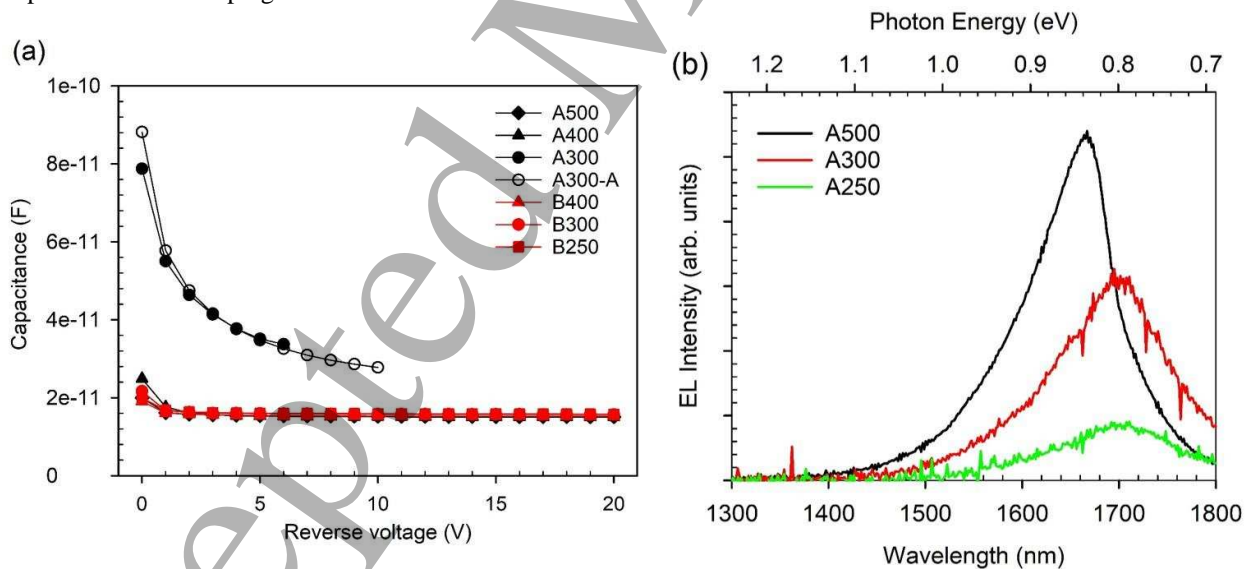 (a)
1e-10
8e-11
6e-11
4e-11
2e-11
0
Capacitance (F)
0 5 10 15 20
Reverse voltage (V)
A500
A400
A300
A300-A
B400
B300
B250
epted M
Photon Energy (eV)
(b)
1.2 1.1 1.0 0.9 0.8 0.7
A500
A300
A250
EL Intensity (arb. units)
1300 1400 1500 1600 1700 1800
Wavelength (nm)